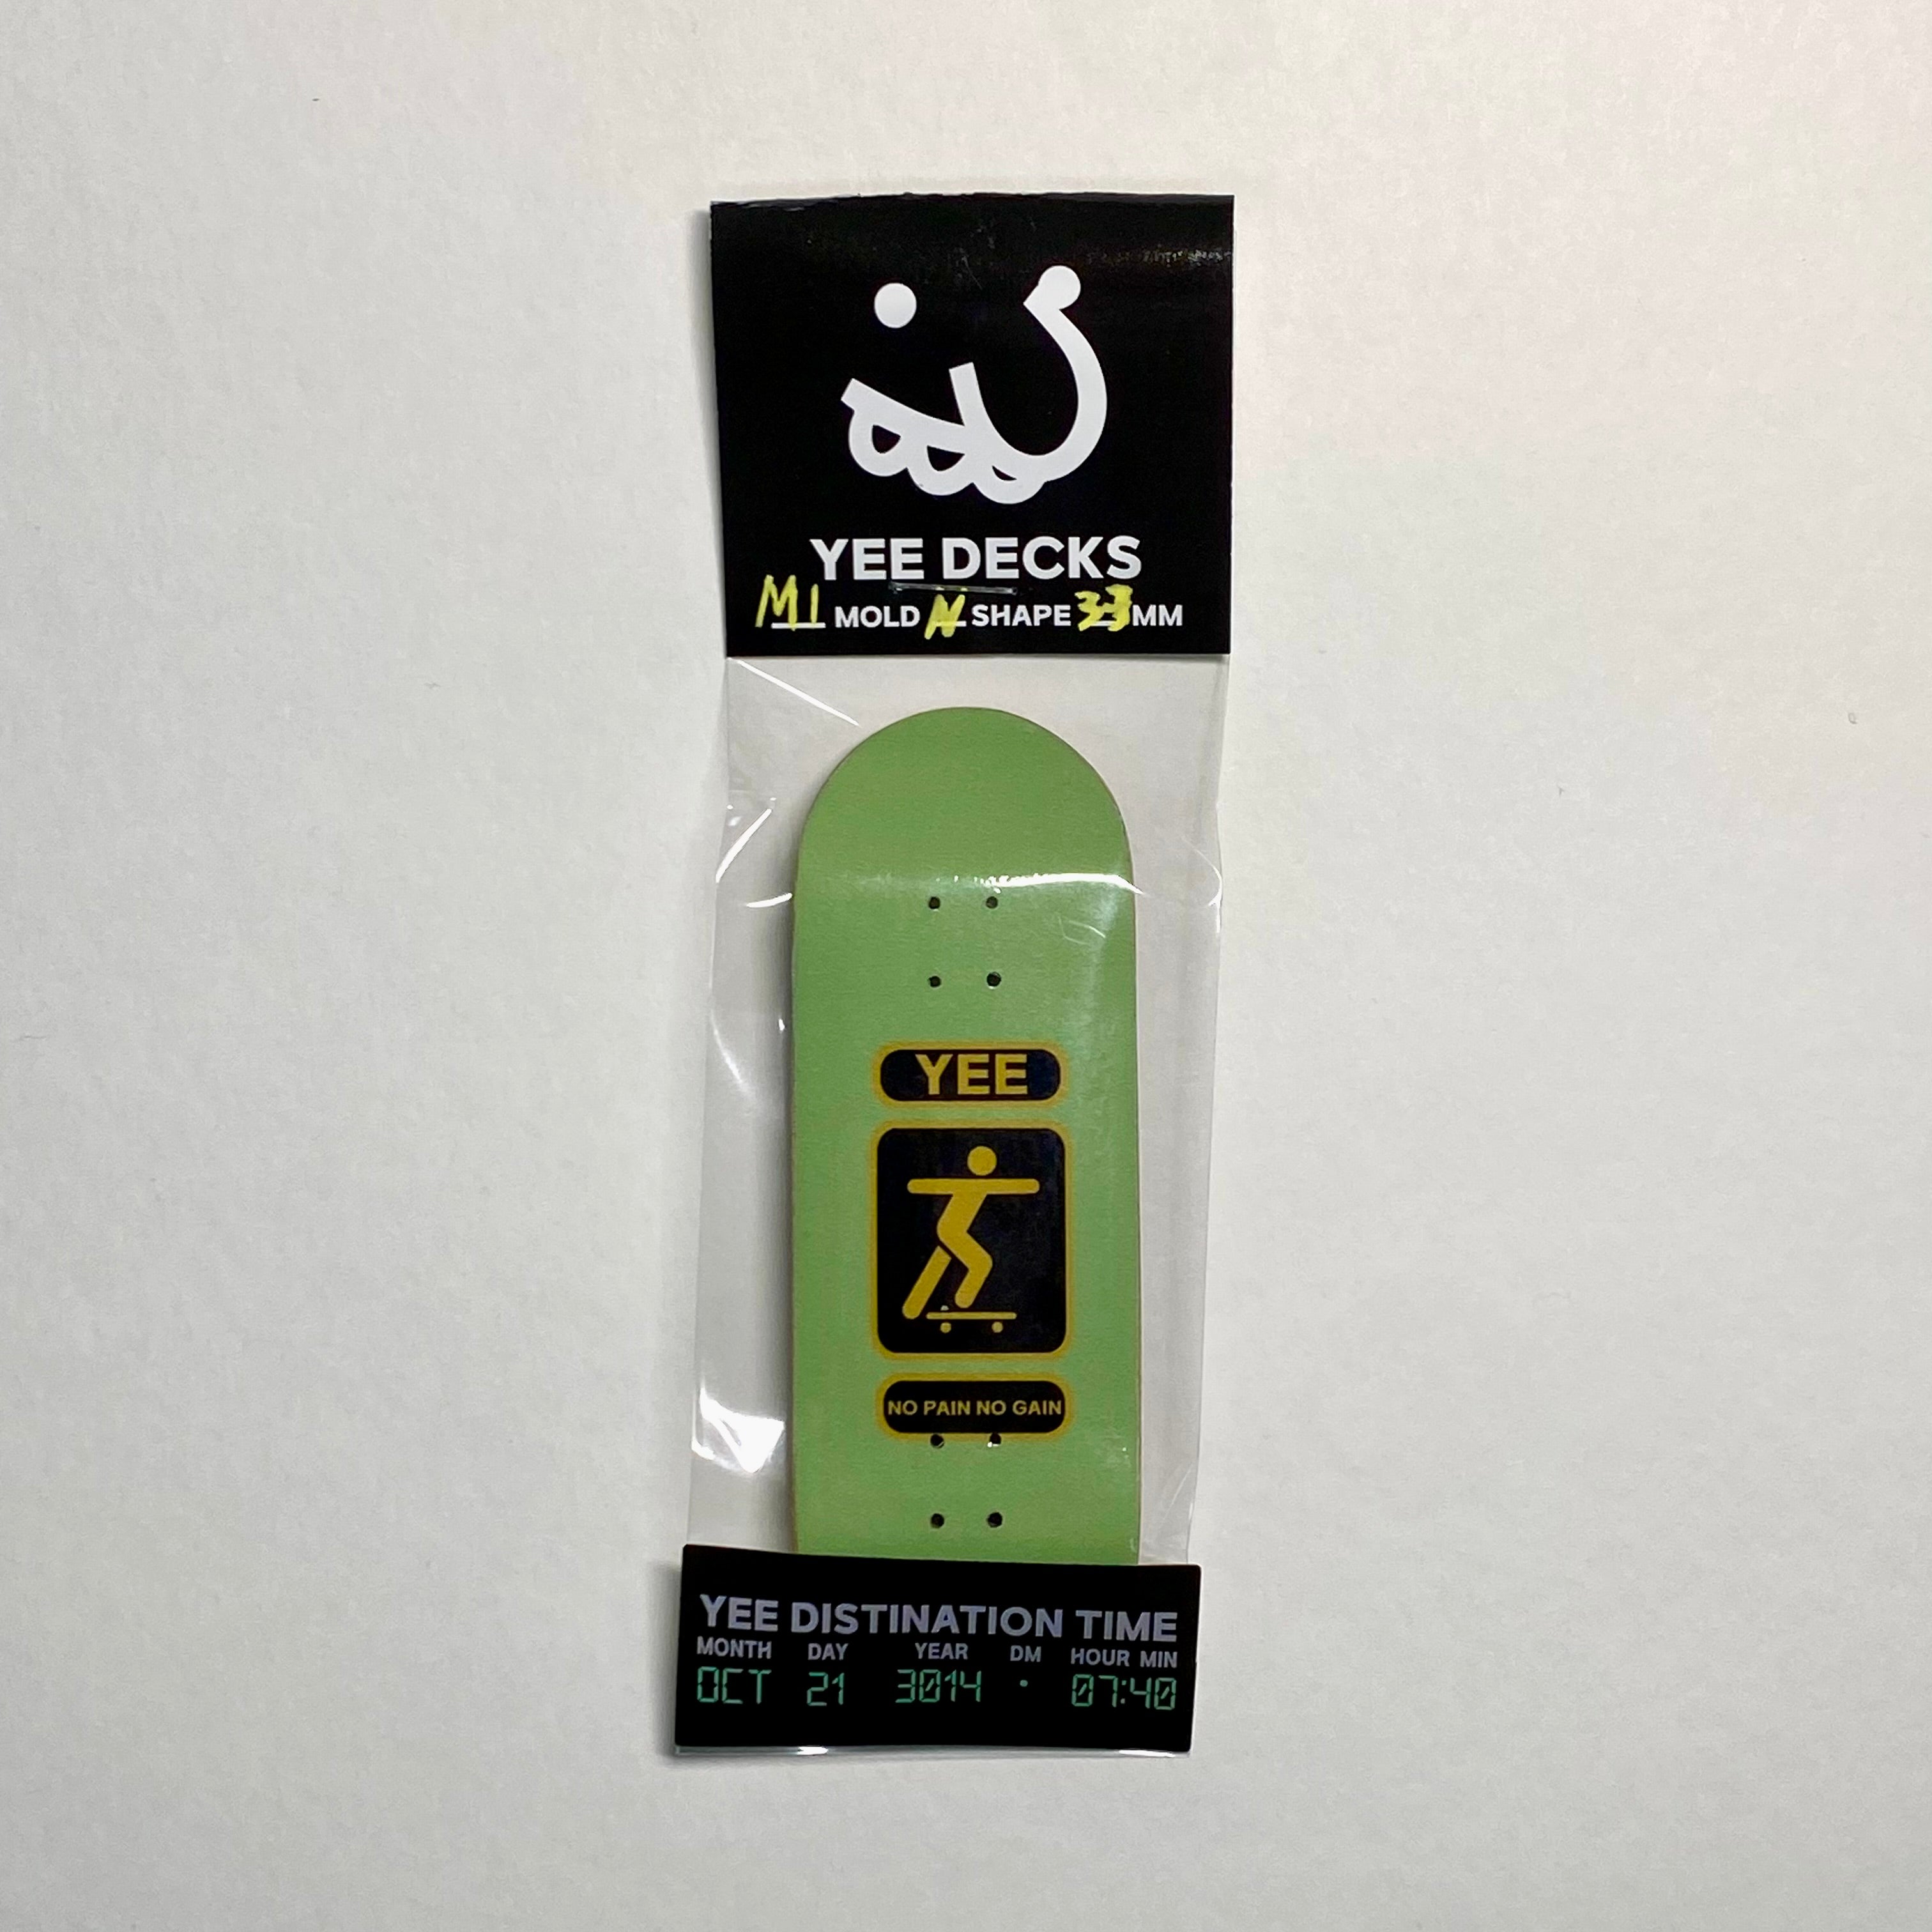 YEE DECKS
M1 MOLD N SHAPE 33 MM
YEE
NO PAIN NO GAIN
YEE DISTINATION TIME
MONTH DAY YEAR DM HOUR MIN
OCT 21 3014 07:40